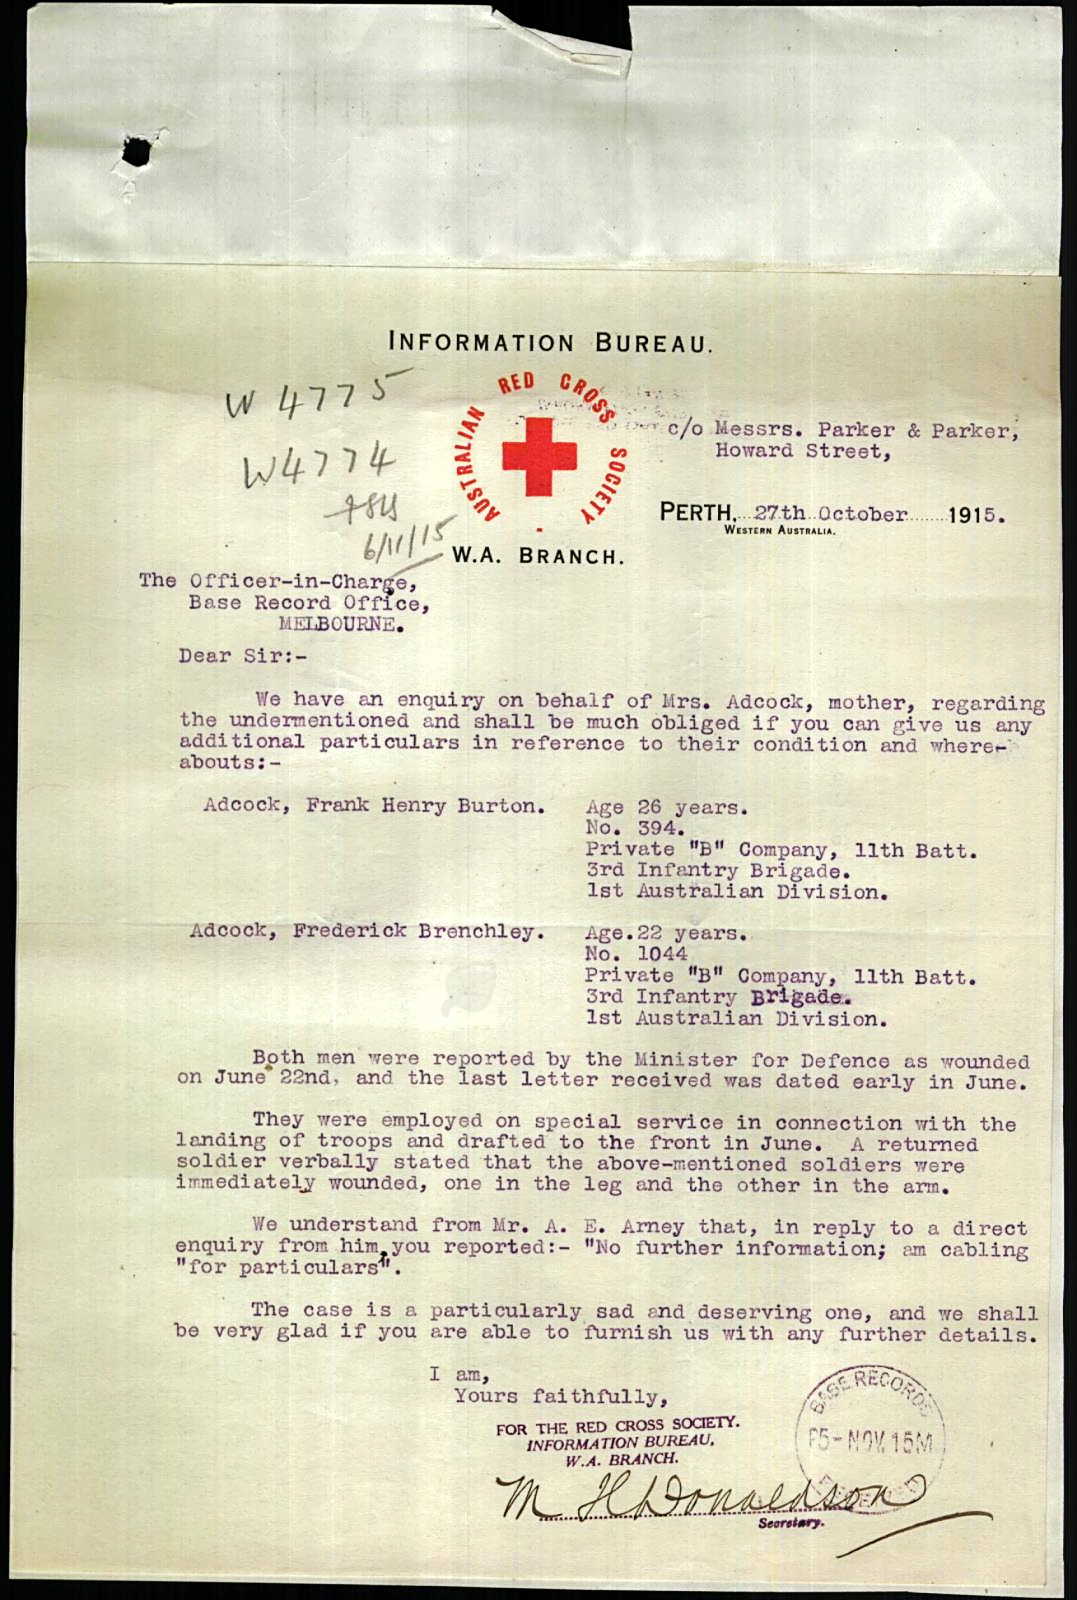 INFORMATION BUREAU.
W 4775
W 4774
6/11/15
AUSTRALIAN RED CROSS SOCIETY
W.A. BRANCH.
c/o Messrs. Parker & Parker,
Howard Street,
PERTH, 27th October 1915.
WESTERN AUSTRALIA.
The Officer-in-Charge,
Base Record Office,
MELBOURNE.
Dear Sir:-
We have an enquiry on behalf of Mrs. Adcock, mother, regarding
the undermentioned and shall be much obliged if you can give us any
additional particulars in reference to their condition and where-
abouts:-
Adcock, Frank Henry Burton. Age 26 years.
No. 394.
Private "B" Company, 11th Batt.
3rd Infantry Brigade.
1st Australian Division.
Adcock, Frederick Brenchley. Age.22 years.
No. 1044
Private "B" Company, 11th Batt.
3rd Infantry Brigade.
1st Australian Division.
Both men were reported by the Minister for Defence as wounded
on June 22nd, and the last letter received was dated early in June.
They were employed on special service in connection with the
landing of troops and drafted to the front in June. A returned
soldier verbally stated that the above-mentioned soldiers were
immediately wounded, one in the leg and the other in the arm.
We understand from Mr. A. E. Arney that, in reply to a direct
enquiry from him, you reported:- "No further information; am cabling
"for particulars".
The case is a particularly sad and deserving one, and we shall
be very glad if you are able to furnish us with any further details.
I am,
Yours faithfully,
FOR THE RED CROSS SOCIETY.
INFORMATION BUREAU,
W.A. BRANCH.
M H Donaldson
Secretary.
BASE RECORDS
5-NOV.15